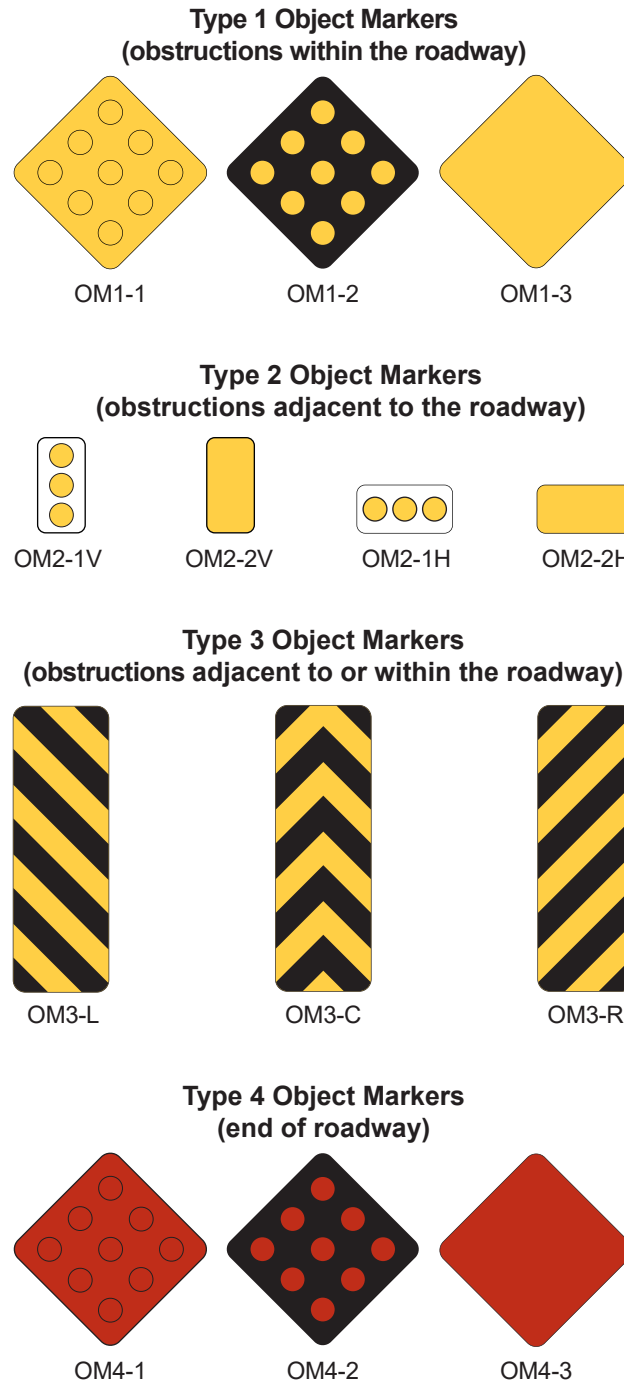 Type 1 Object Markers
(obstructions within the roadway)
OM1-1
OM1-2
OM1-3
Type 2 Object Markers
(obstructions adjacent to the roadway)
OM2-1V
OM2-2V
OM2-1H
OM2-2H
Type 3 Object Markers
(obstructions adjacent to or within the roadway)
OM3-L
OM3-C
OM3-R
Type 4 Object Markers
(end of roadway)
OM4-1
OM4-2
OM4-3